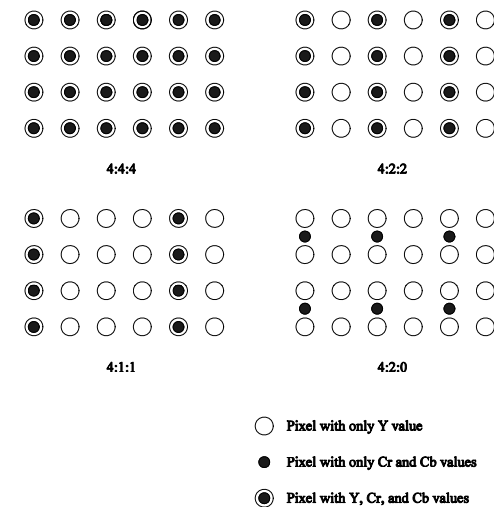 4:4:4
4:2:2
4:1:1
4:2:0
Pixel with only Y value
Pixel with only Cr and Cb values
Pixel with Y, Cr, and Cb values